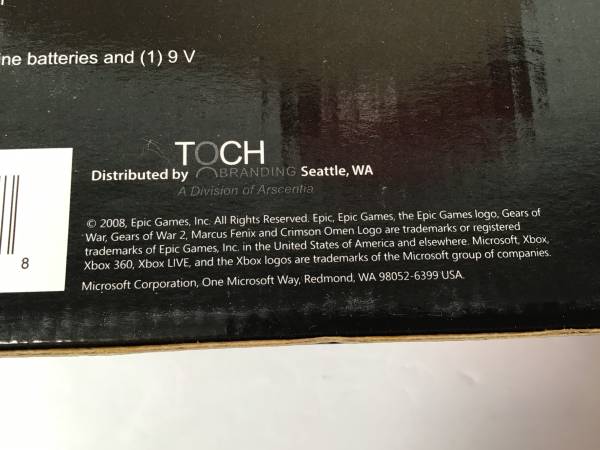 ne batteries and (1) 9 V
TOCH
Distributed by BRANDING Seattle, WA
A Division of Arscentia
© 2008, Epic Games, Inc. All Rights Reserved. Epic, Epic Games, the Epic Games logo, Gears of
War, Gears of War 2, Marcus Fenix and Crimson Omen Logo are trademarks or registered
trademarks of Epic Games, Inc. in the United States of America and elsewhere. Microsoft, Xbox,
Xbox 360, Xbox LIVE, and the Xbox logos are trademarks of the Microsoft group of companies.
Microsoft Corporation, One Microsoft Way, Redmond, WA 98052-6399 USA.
8